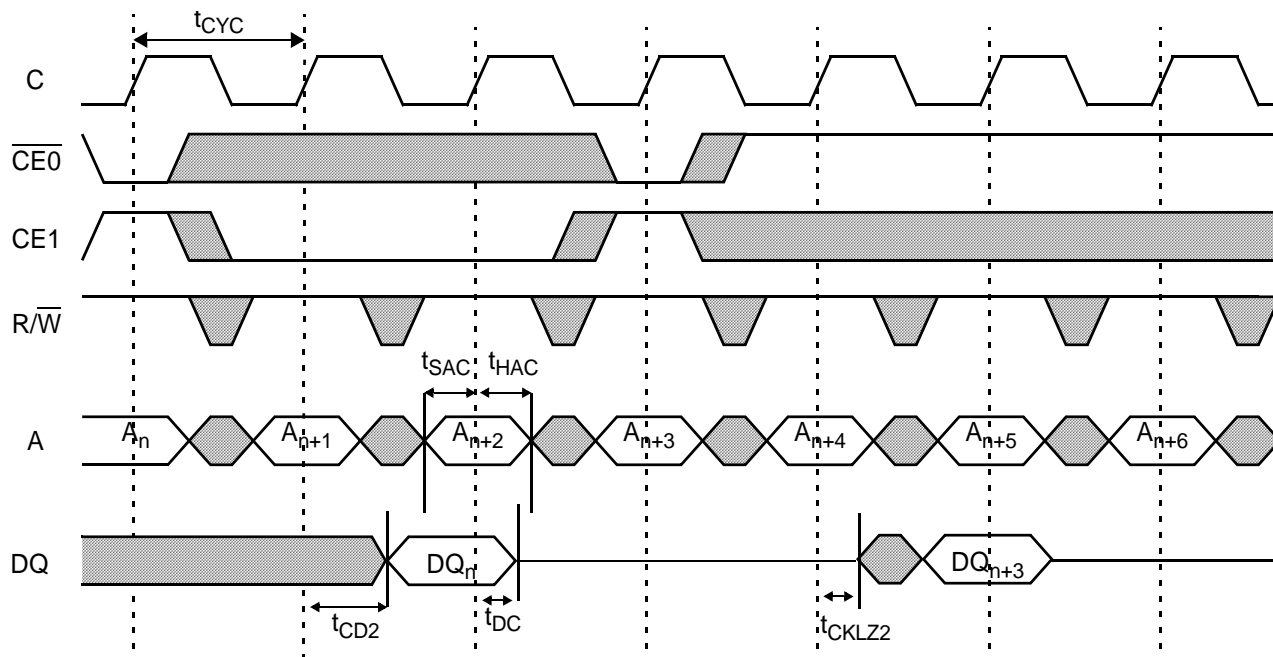 tCYC
C
CE0
CE1
R/W
tSAC tHAC
A An An+1 An+2 An+3 An+4 An+5 An+6
DQ DQn DQn+3
tCD2 tDC tCKLZ2